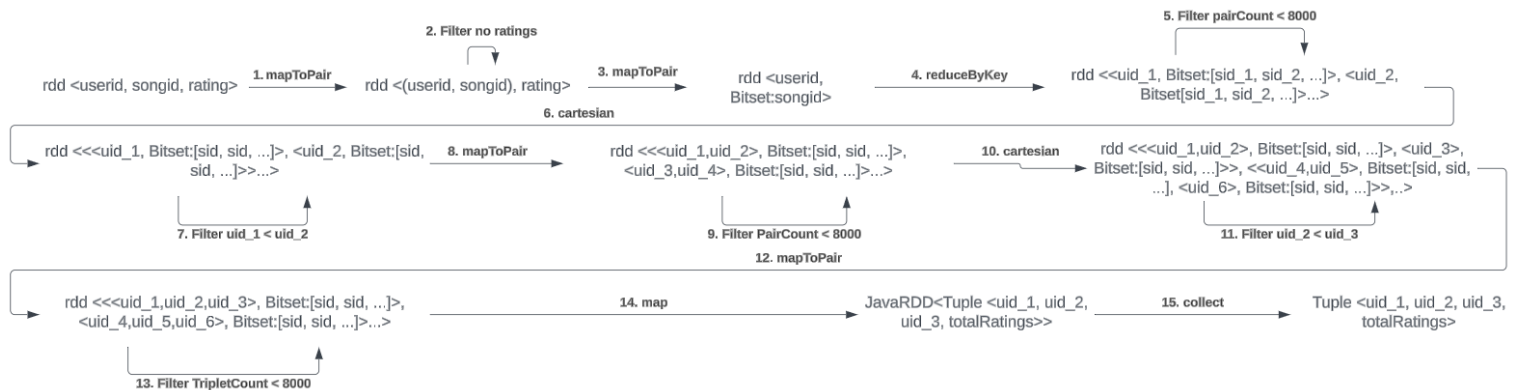 5. Filter pairCount < 8000
2. Filter no ratings
rdd <userid, songid, rating>
1. mapToPair
rdd <(userid, songid), rating>
3. mapToPair
rdd <userid,
Bitset:songid>
4. reduceByKey
rdd <<uid_1, Bitset:[sid_1, sid_2, ...]>, <uid_2,
Bitset[sid_1, sid_2, ...]>...>
6. cartesian
rdd <<<uid_1, Bitset:[sid, sid, ...]>, <uid_2, Bitset:[sid,
sid, ...]>>...>
8. mapToPair
rdd <<<uid_1,uid_2>, Bitset:[sid, sid, ...]>,
<uid_3,uid_4>, Bitset:[sid, sid, ...]>...>
10. cartesian
rdd <<<uid_1,uid_2>, Bitset:[sid, sid, ...]>, <uid_3>,
Bitset:[sid, sid, ...]>>, <<uid_4,uid_5>, Bitset:[sid, sid,
...], <uid_6>, Bitset:[sid, sid, ...]>>,..>
7. Filter uid_1 < uid_2
9. Filter PairCount < 8000
11. Filter uid_2 < uid_3
12. mapToPair
rdd <<<uid_1,uid_2,uid_3>, Bitset:[sid, sid, ...]>,
<uid_4,uid_5,uid_6>, Bitset:[sid, sid, ...]>...>
14. map
JavaRDD<Tuple <uid_1, uid_2,
uid_3, totalRatings>>
15. collect
Tuple <uid_1, uid_2, uid_3,
totalRatings>
13. Filter TripletCount < 8000